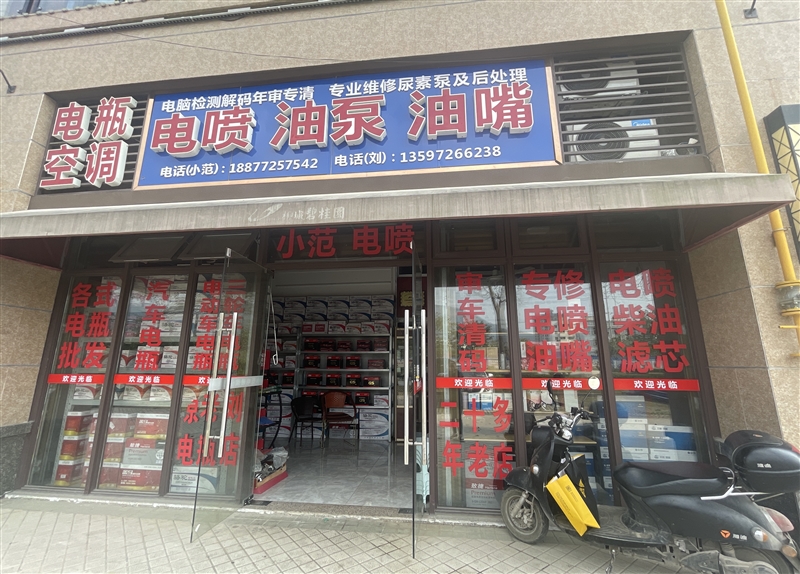 电瓶
空调
电脑检测解码年审专清 专业维修尿素泵及后处理
电喷 油泵 油嘴
电话(小范):18877257542 电话(刘):13597266238
小范 电喷
各式
电瓶
批发
欢迎光临
汽车电瓶
欢迎光临
欢迎光临
审车清码
欢迎光临
二十多
年老店
专修
电喷
油嘴
欢迎光临
电喷
柴油
滤芯
欢迎光临